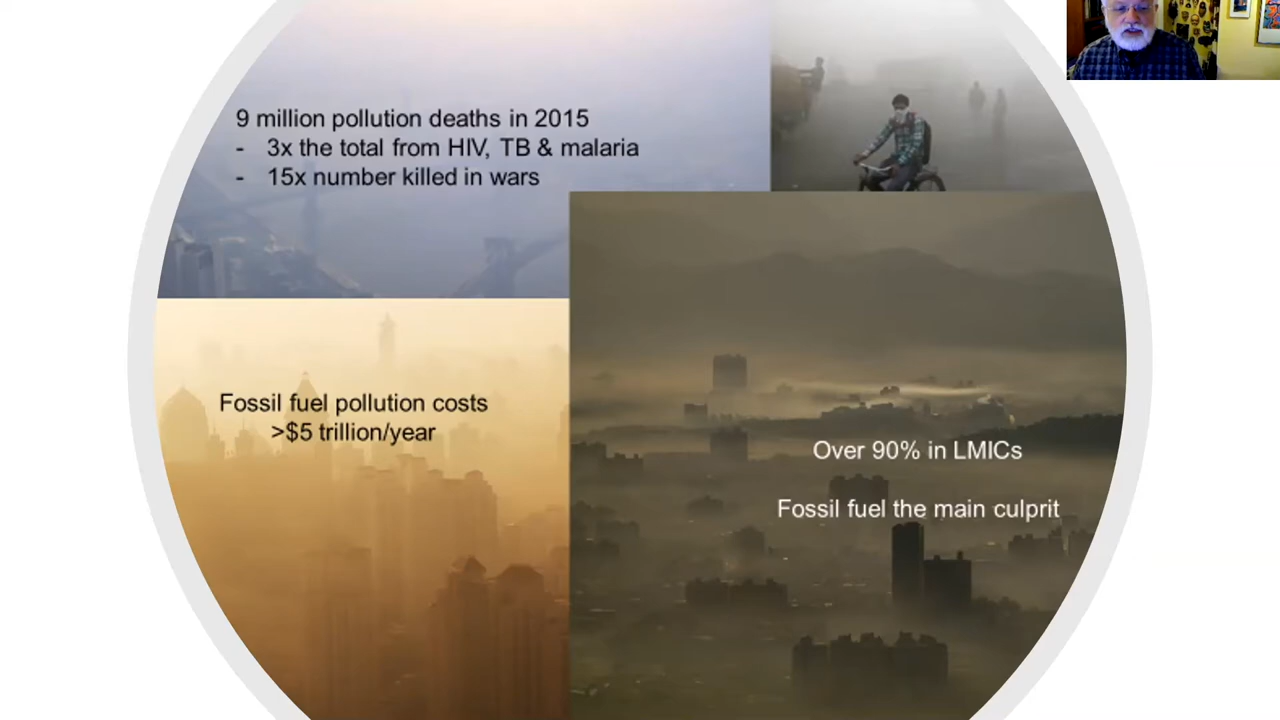 9 million pollution deaths in 2015
- 3x the total from HIV, TB & malaria
- 15x number killed in wars
Fossil fuel pollution costs
>$5 trillion/year
Over 90% in LMICs
Fossil fuel the main culprit